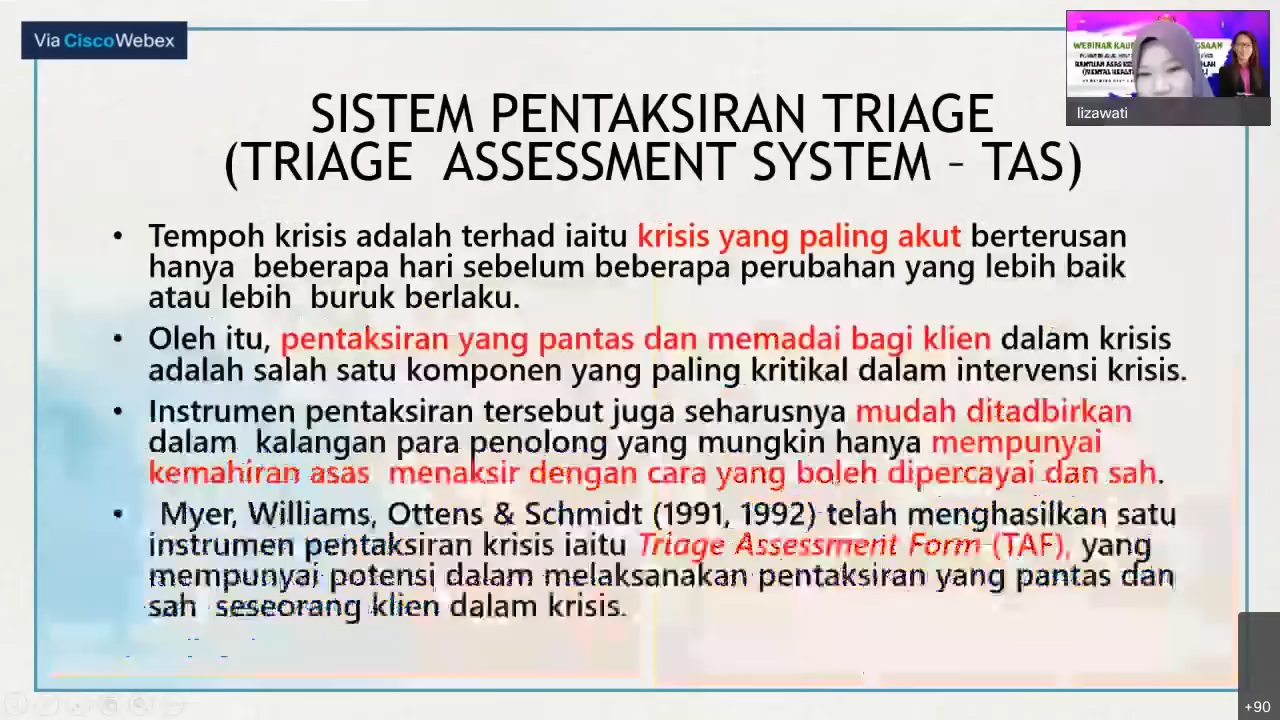 Via Cisco Webex
WEBINAR
lizawati
SISTEM PENTAKSIRAN TRIAGE
(TRIAGE ASSESSMENT SYSTEM – TAS)
• Tempoh krisis adalah terhad iaitu krisis yang paling akut berterusan
hanya beberapa hari sebelum beberapa perubahan yang lebih baik
atau lebih buruk berlaku.
• Oleh itu, pentaksiran yang pantas dan memadai bagi klien dalam krisis
adalah salah satu komponen yang paling kritikal dalam intervensi krisis.
• Instrumen pentaksiran tersebut juga seharusnya mudah ditadbirkan
dalam kalangan para penolong yang mungkin hanya mempunyai
kemahiran asas menaksir dengan cara yang boleh dipercayai dan sah.
• Myer, Williams, Ottens & Schmidt (1991, 1992) telah menghasilkan satu
instrumen pentaksiran krisis iaitu Triage Assessment Form (TAF), yang
mempunyai potensi dalam melaksanakan pentaksiran yang pantas dan
sah seseorang klien dalam krisis.
+90